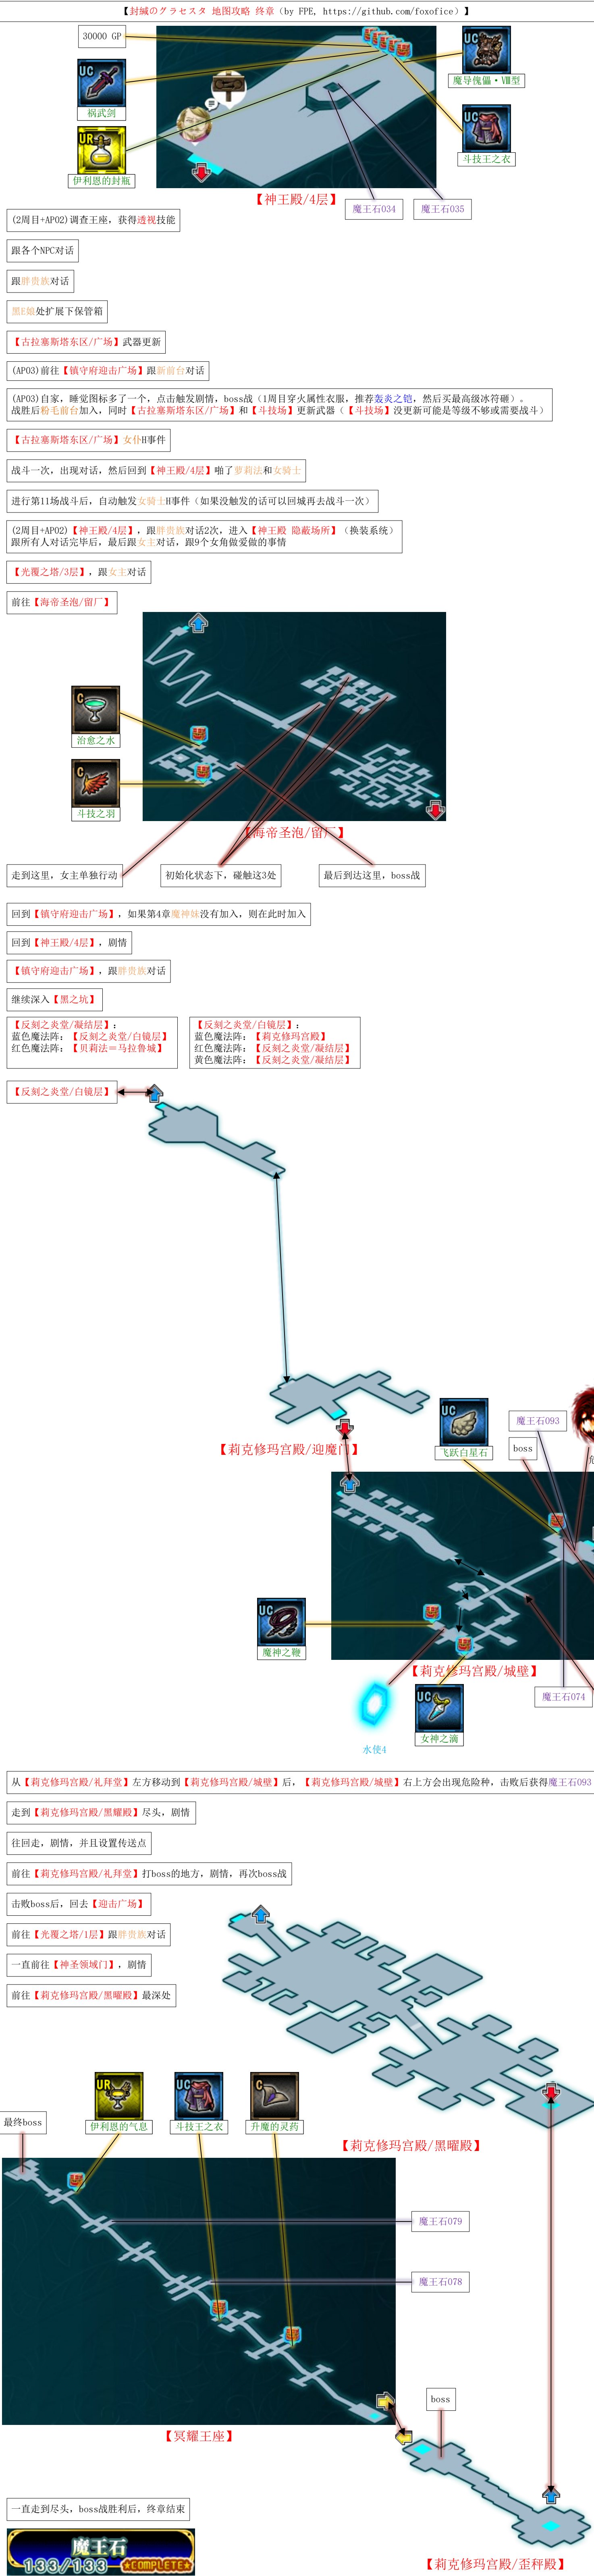 【封缄のグラセスタ 地图攻略 终章（by FPE, https://github.com/foxofice）】
30000 GP
UC
祸武剑
UR
伊利恩的封瓶
UC
魔导傀儡·Ⅷ型
UC
斗技王之衣
【神王殿/4层】
魔王石034
魔王石035
(2周目+AP02)调查王座，获得透视技能
跟各个NPC对话
跟胖贵族对话
黑E娘处扩展下保管箱
【古拉塞斯塔东区/广场】武器更新
(AP03)前往【镇守府迎击广场】跟新前台对话
(AP03)自家，睡觉图标多了一个，点击触发剧情，boss战（1周目穿火属性衣服，推荐轰炎之铠，然后买最高级冰符砸）。
战胜后粉毛前台加入，同时【古拉塞斯塔东区/广场】和【斗技场】更新武器（【斗技场】没更新可能是等级不够或需要战斗）
【古拉塞斯塔东区/广场】女仆H事件
战斗一次，出现对话，然后回到【神王殿/4层】啪了萝莉法和女骑士
进行第11场战斗后，自动触发女骑士H事件（如果没触发的话可以回城再去战斗一次）
(2周目+AP02)【神王殿/4层】，跟胖贵族对话2次，进入【神王殿 隐蔽场所】（换装系统）
跟所有人对话完毕后，最后跟女主对话，跟9个女角做爱做的事情
【光覆之塔/3层】，跟女主对话
前往【海帝圣泡/留厂】
C
治愈之水
C
斗技之羽
【海帝圣泡/留厂】
走到这里，女主单独行动
初始化状态下，碰触这3处
最后到达这里，boss战
回到【镇守府迎击广场】，如果第4章魔神妹没有加入，则在此时加入
回到【神王殿/4层】，剧情
【镇守府迎击广场】，跟胖贵族对话
继续深入【黑之坑】
【反刻之炎堂/凝结层】：
蓝色魔法阵：【反刻之炎堂/白镜层】
红色魔法阵：【贝莉法＝马拉鲁城】
【反刻之炎堂/白镜层】：
蓝色魔法阵：【莉克修玛宫殿】
红色魔法阵：【反刻之炎堂/凝结层】
黄色魔法阵：【反刻之炎堂/凝结层】
【反刻之炎堂/白镜层】
【莉克修玛宫殿/迎魔门】
UC
飞跃白星石
魔王石093
boss
UC
魔神之鞭
【莉克修玛宫殿/城壁】
UC
女神之滴
魔王石074
水使4
从【莉克修玛宫殿/礼拜堂】左方移动到【莉克修玛宫殿/城壁】后，【莉克修玛宫殿/城壁】右上方会出现危险种，击败后获得魔王石093
走到【莉克修玛宫殿/黑耀殿】尽头，剧情
往回走，剧情，并且设置传送点
前往【莉克修玛宫殿/礼拜堂】打boss的地方，剧情，再次boss战
击败boss后，回去【迎击广场】
前往【光覆之塔/1层】跟胖贵族对话
一直前往【神圣领域门】，剧情
前往【莉克修玛宫殿/黑曜殿】最深处
最终boss
UR
伊利恩的气息
UC
斗技王之衣
C
升魔的灵药
【莉克修玛宫殿/黑曜殿】
魔王石079
魔王石078
【冥耀王座】
boss
一直走到尽头，boss战胜利后，终章结束
魔王石
133/133
★COMPLETE★
【莉克修玛宫殿/歪秤殿】